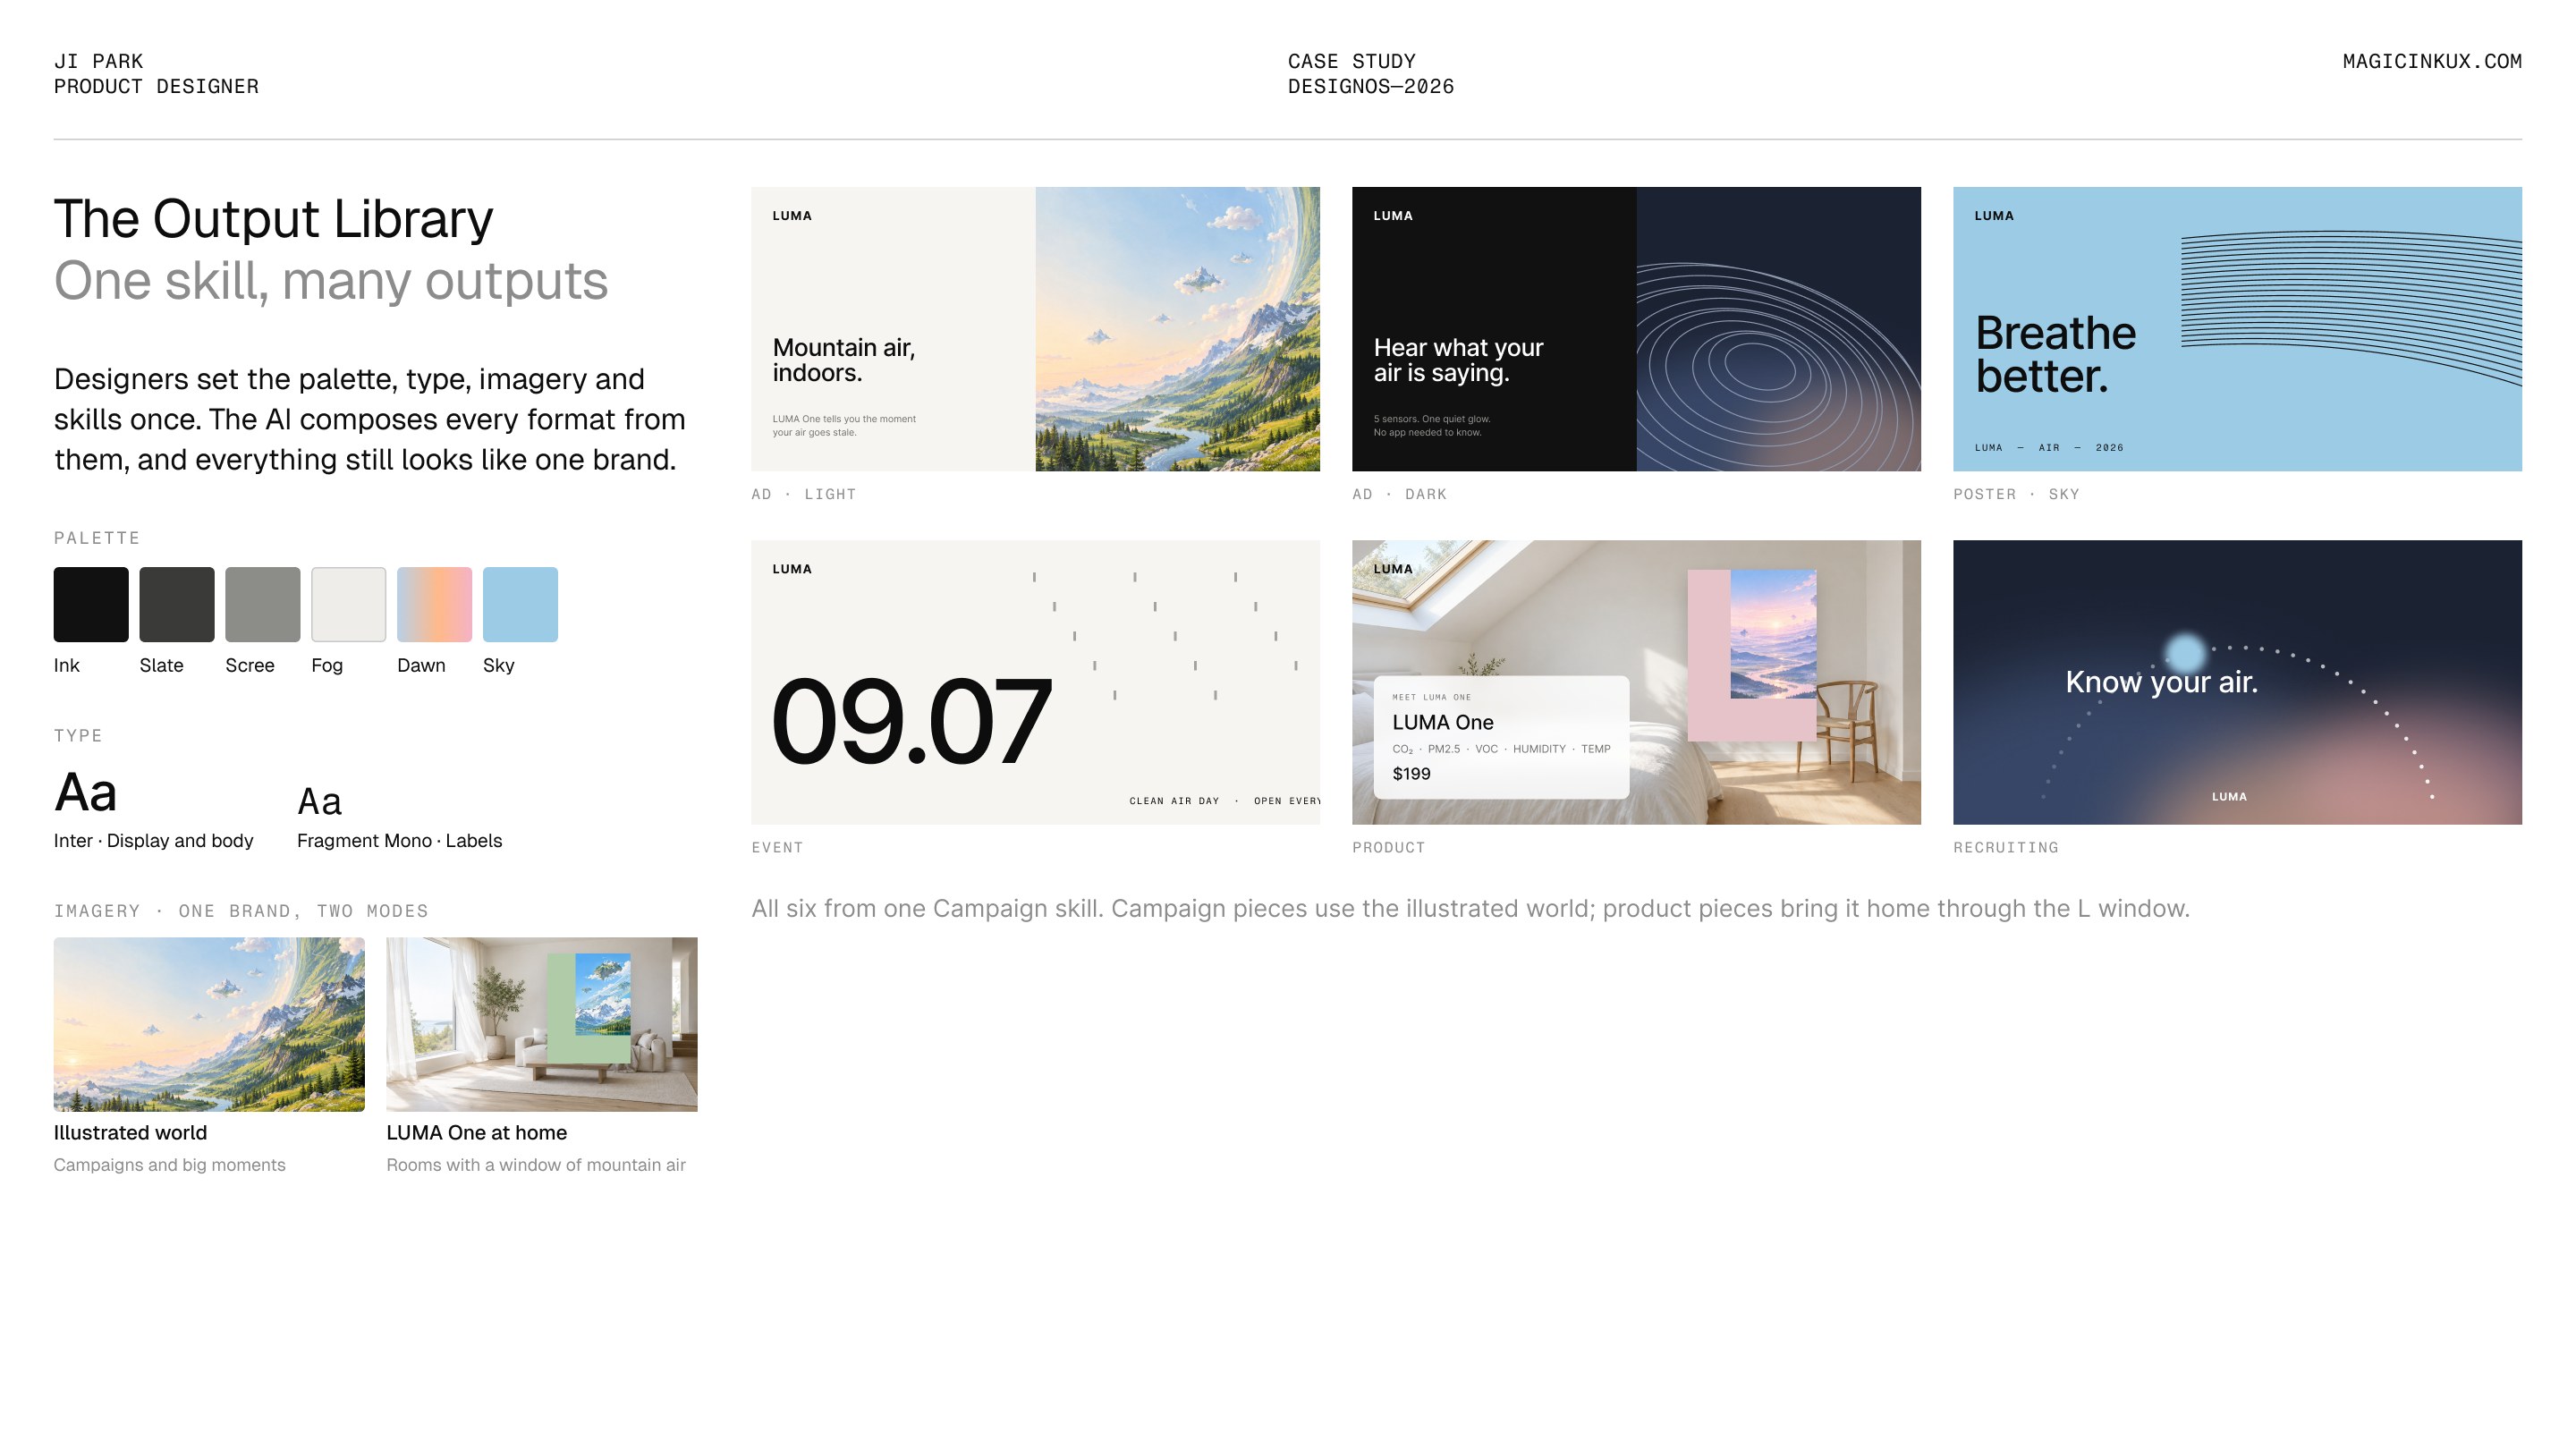 JI PARK
PRODUCT DESIGNER
CASE STUDY
DESIGNOS—2026
MAGICINKUX.COM
The Output Library
One skill, many outputs
Designers set the palette, type, imagery and
skills once. The AI composes every format from
them, and everything still looks like one brand.
PALETTE
Ink
Slate
Scree
Fog
Dawn
Sky
TYPE
Aa
Inter · Display and body
Aa
Fragment Mono · Labels
IMAGERY · ONE BRAND, TWO MODES
Illustrated world
Campaigns and big moments
LUMA One at home
Rooms with a window of mountain air
LUMA
Mountain air,
indoors.
LUMA One tells you the moment
your air goes stale.
AD · LIGHT
LUMA
Hear what your
air is saying.
5 sensors. One quiet glow.
No app needed to know.
AD · DARK
LUMA
Breathe
better.
LUMA — AIR — 2026
POSTER · SKY
LUMA
09.07
CLEAN AIR DAY · OPEN EVERY
EVENT
LUMA
MEET LUMA ONE
LUMA One
CO₂ · PM2.5 · VOC · HUMIDITY · TEMP
$199
PRODUCT
Know your air.
LUMA
RECRUITING
All six from one Campaign skill. Campaign pieces use the illustrated world; product pieces bring it home through the L window.